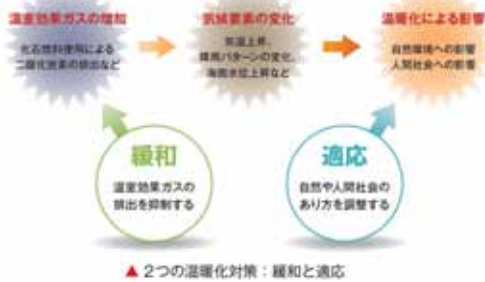 温室効果ガスの増加
化石燃料使用による
二酸化炭素の排出など
気候要素の変化
気温上昇、
降雨パターンの変化、
海面水位上昇など
温暖化による影響
自然環境への影響
人間社会への影響
緩和
温室効果ガスの
排出を抑制する
適応
自然や人間社会の
あり方を調整する
▲ 2つの温暖化対策：緩和と適応